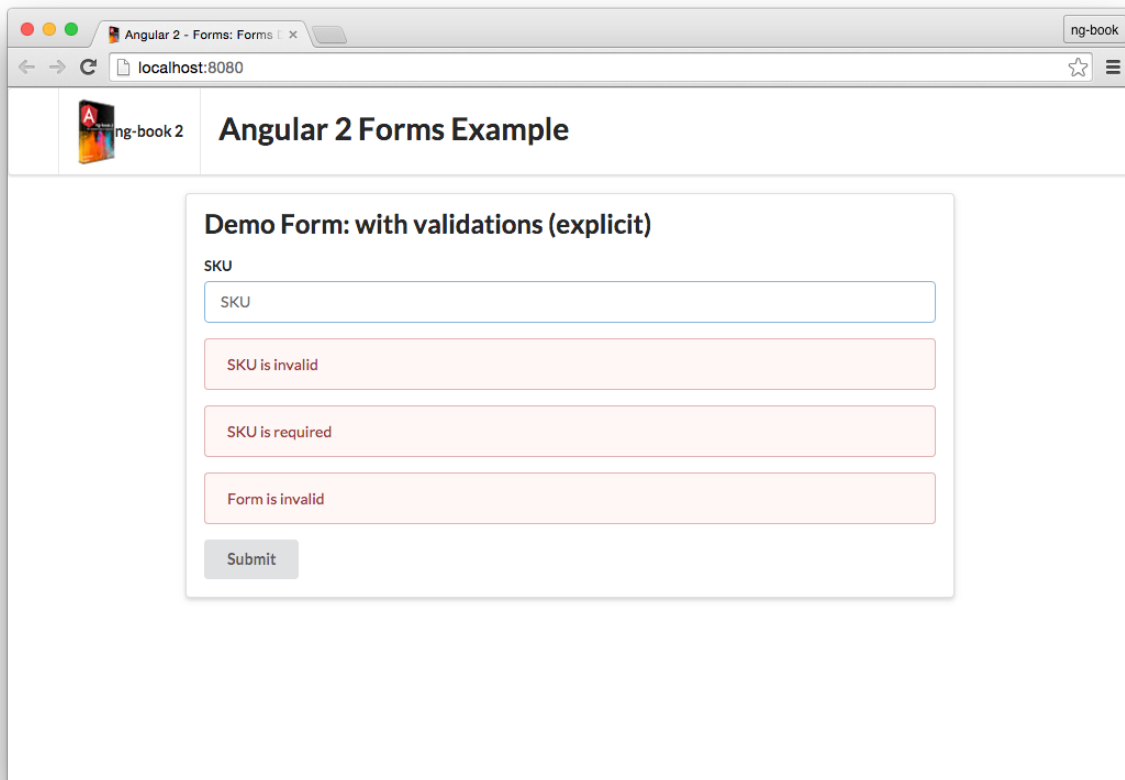 Angular 2 - Forms: Forms
ng-book
localhost:8080
ng-book 2
Angular 2 Forms Example
Demo Form: with validations (explicit)
SKU
SKU
SKU is invalid
SKU is required
Form is invalid
Submit